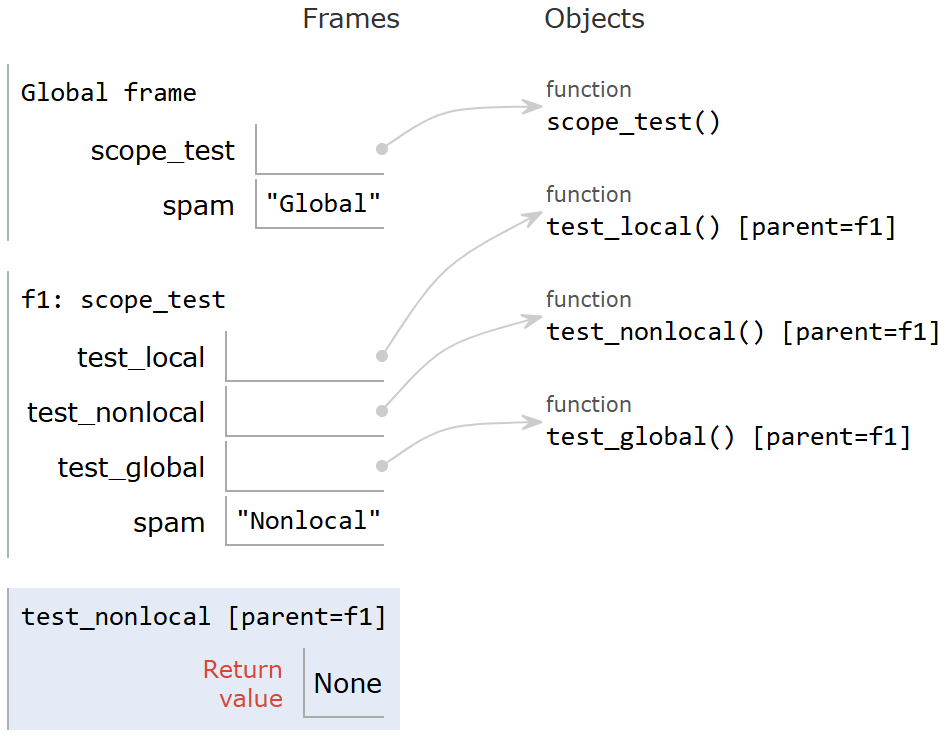 Frames
Objects
Global frame
scope_test
spam
"Global"
f1: scope_test
test_local
test_nonlocal
test_global
spam
"Nonlocal"
test_nonlocal [parent=f1]
Return
value
None
function
scope_test()
function
test_local() [parent=f1]
function
test_nonlocal() [parent=f1]
function
test_global() [parent=f1]